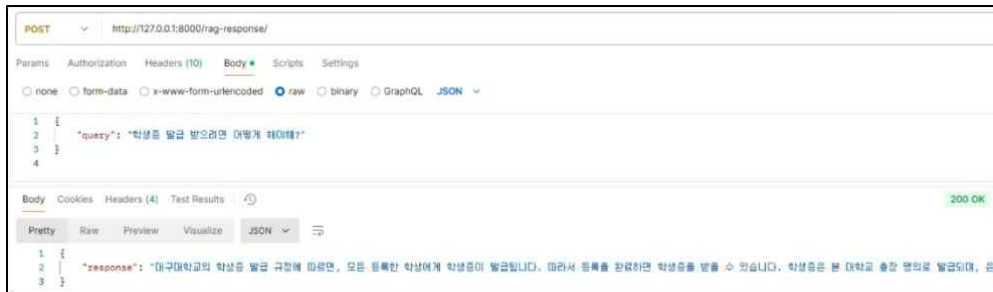 POST http://127.0.0.1:8000/rag-response/
Params Authorization Headers (10) Body Scripts Settings
none form-data x-www-form-urlencoded raw binary GraphQL JSON
1 {
2 "query": "학생증 발급 받으려면 어떻게 해야해?"
3 }
4
Body Cookies Headers (4) Test Results 200 OK
Pretty Raw Preview Visualize JSON
1 {
2 "response": "대구대학교의 학생증 발급 규정에 따르면, 모든 등록한 학생에게 학생증이 발급됩니다. 따라서 등록을 완료하면 학생증을 받을 수 있습니다. 학생증은 본 대학교 총장 명의로 발급되며, 은
3 }